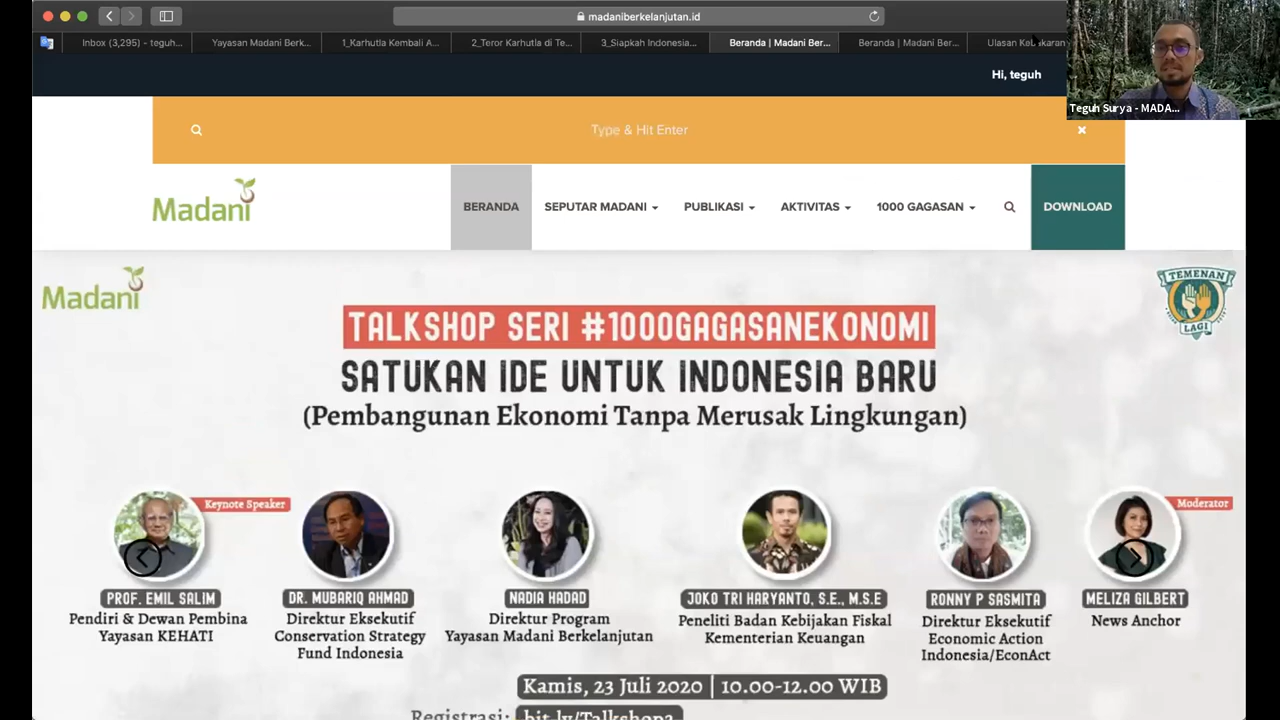 madaniberkelanjutan.id
Inbox (3,295) - teguh...
Yayasan Madani Berk...
1_Karhutla Kembali A...
2_Teror Karhutla di Te...
3_Siapkah Indonesia...
Beranda | Madani Ber...
Beranda | Madani Ber...
Ulasan Kebakaran
Hi, teguh
Teguh Surya - MADA...
Type & Hit Enter
Madani
BERANDA
SEPUTAR MADANI
PUBLIKASI
AKTIVITAS
1000 GAGASAN
DOWNLOAD
Madani
TEMENAN
LAGI
TALKSHOP SERI #1000GAGASANEKONOMI
SATUKAN IDE UNTUK INDONESIA BARU
(Pembangunan Ekonomi Tanpa Merusak Lingkungan)
Keynote Speaker
PROF. EMIL SALIM
Pendiri & Dewan Pembina
Yayasan KEHATI
DR. MUBARIQ AHMAD
Direktur Eksekutif
Conservation Strategy
Fund Indonesia
NADIA HADAD
Direktur Program
Yayasan Madani Berkelanjutan
JOKO TRI HARYANTO, S.E., M.S.E
Peneliti Badan Kebijakan Fiskal
Kementerian Keuangan
RONNY P SASMITA
Direktur Eksekutif
Economic Action
Indonesia/EconAct
Moderator
MELIZA GILBERT
News Anchor
Kamis, 23 Juli 2020 | 10.00-12.00 WIB
Registrasi: bit.ly/Talkshop2